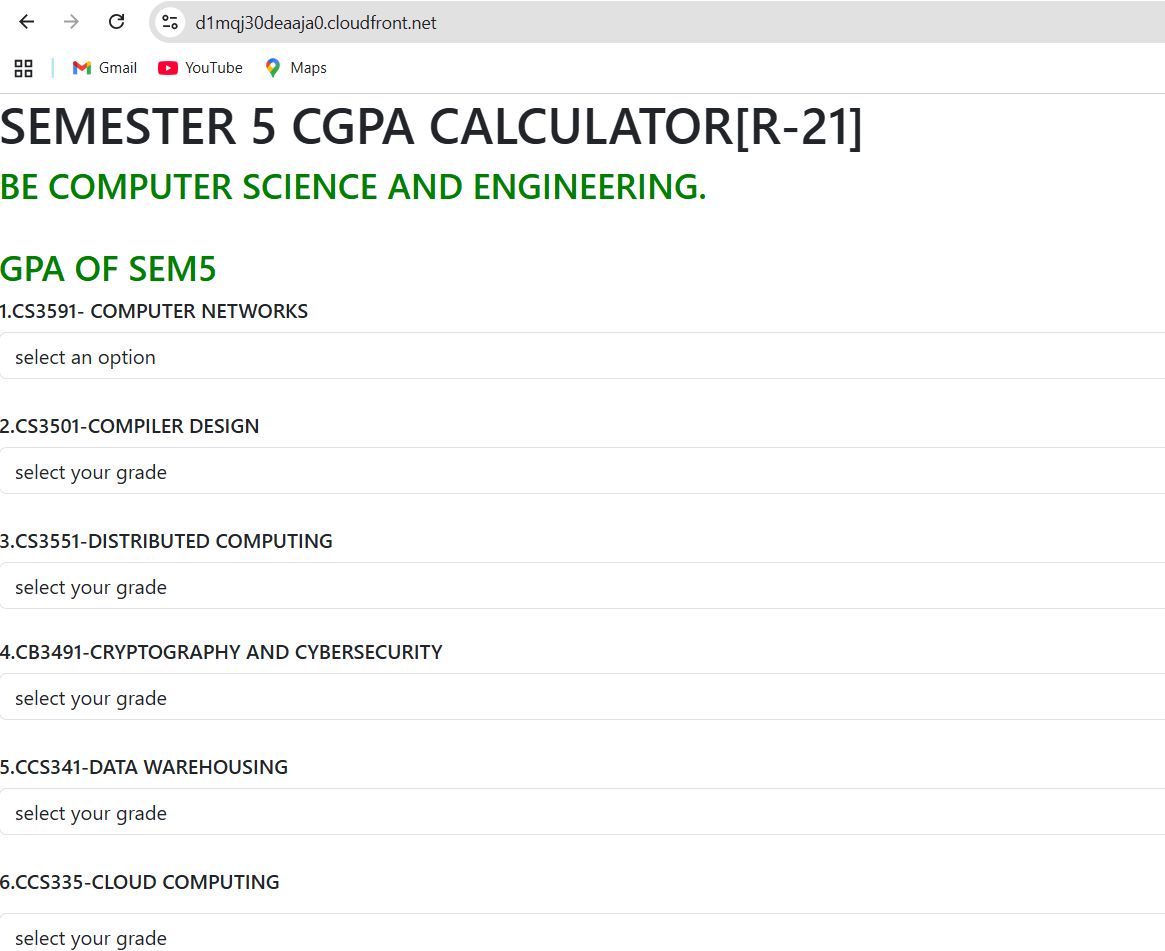 d1mqj30deaaja0.cloudfront.net
Gmail YouTube Maps
SEMESTER 5 CGPA CALCULATOR[R-21]
BE COMPUTER SCIENCE AND ENGINEERING.
GPA OF SEM5
1.CS3591- COMPUTER NETWORKS
select an option
2.CS3501-COMPILER DESIGN
select your grade
3.CS3551-DISTRIBUTED COMPUTING
select your grade
4.CB3491-CRYPTOGRAPHY AND CYBERSECURITY
select your grade
5.CCS341-DATA WAREHOUSING
select your grade
6.CCS335-CLOUD COMPUTING
select your grade